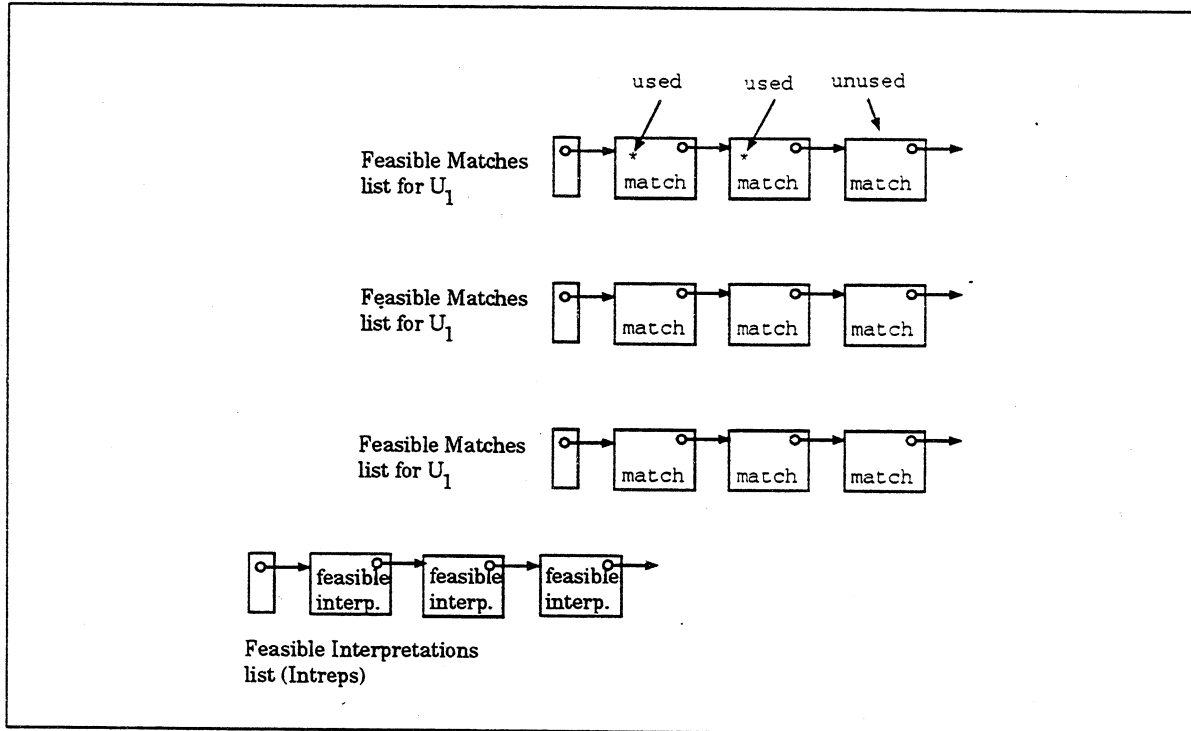 used used unused
Feasible Matches
list for U1
* match * match match
Feasible Matches
list for U1
match match match
Feasible Matches
list for U1
match match match
feasible feasible feasible
interp. interp. interp.
Feasible Interpretations
list (Intreps)